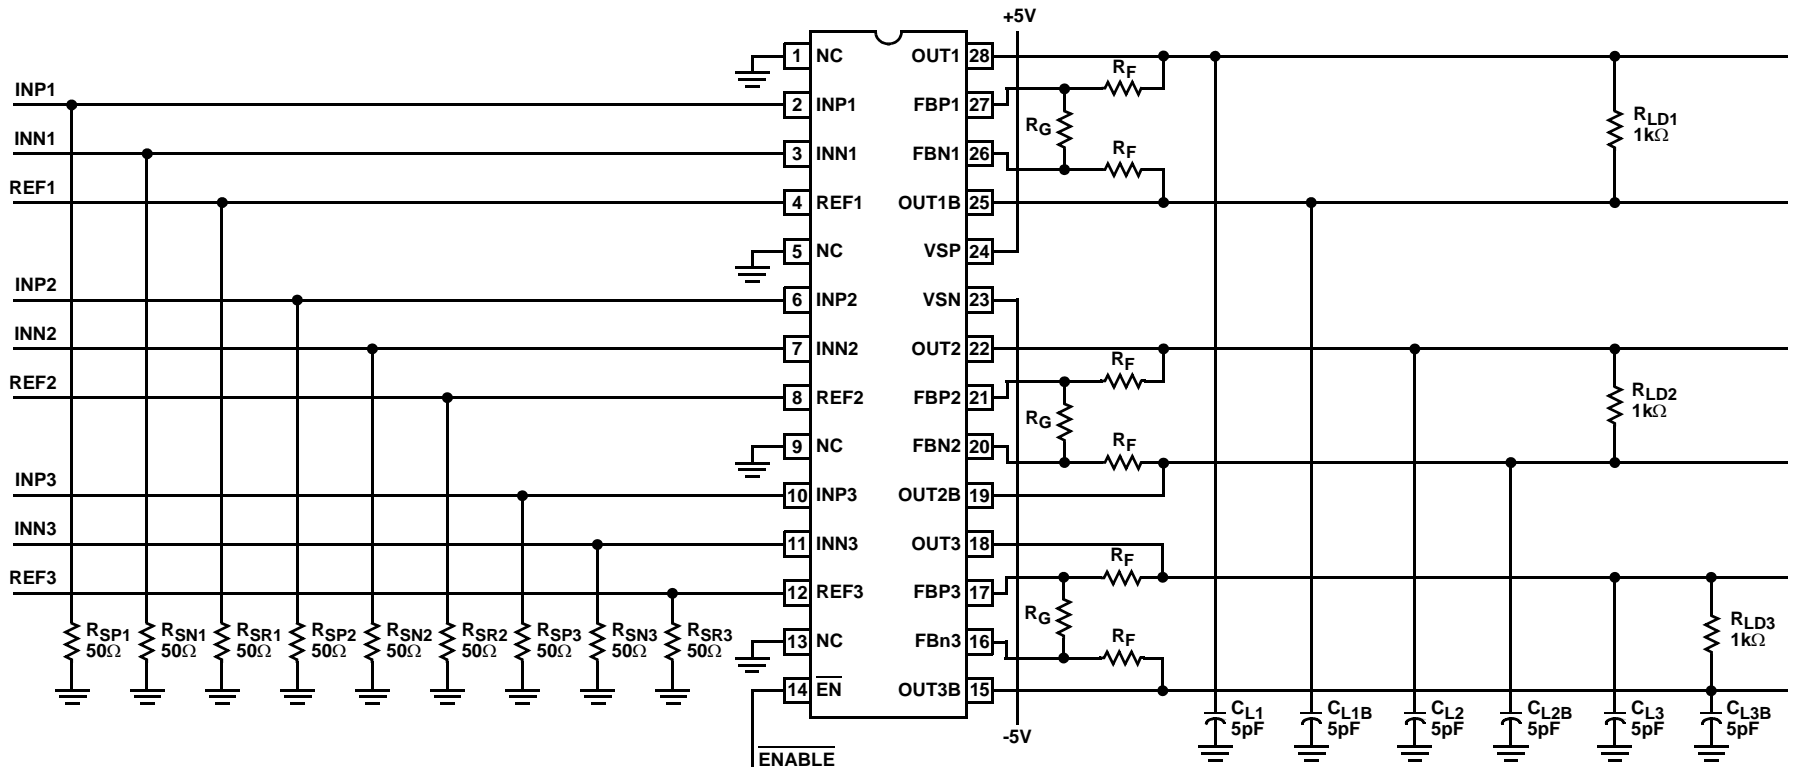 +5V
1 NC OUT1 28
RF
INP1
2 INP1 FBP1 27
RG
RLD1
1kΩ
INN1
3 INN1 FBN1 26
RF
REF1
4 REF1 OUT1B 25
5 NC VSP 24
INP2
6 INP2 VSN 23
INN2
7 INN2 OUT2 22
RF
REF2
8 REF2 FBP2 21
RG
RLD2
1kΩ
9 NC FBN2 20
RF
INP3
10 INP3 OUT2B 19
INN3
11 INN3 OUT3 18
RF
REF3
12 REF3 FBP3 17
RG
RSP1
50Ω
RSN1
50Ω
RSR1
50Ω
RSP2
50Ω
RSN2
50Ω
RSR2
50Ω
RSP3
50Ω
RSN3
50Ω
RSR3
50Ω
13 NC FBn3 16
RF
RLD3
1kΩ
14 EN OUT3B 15
-5V
CL1
5pF
CL1B
5pF
CL2
5pF
CL2B
5pF
CL3
5pF
CL3B
5pF
ENABLE